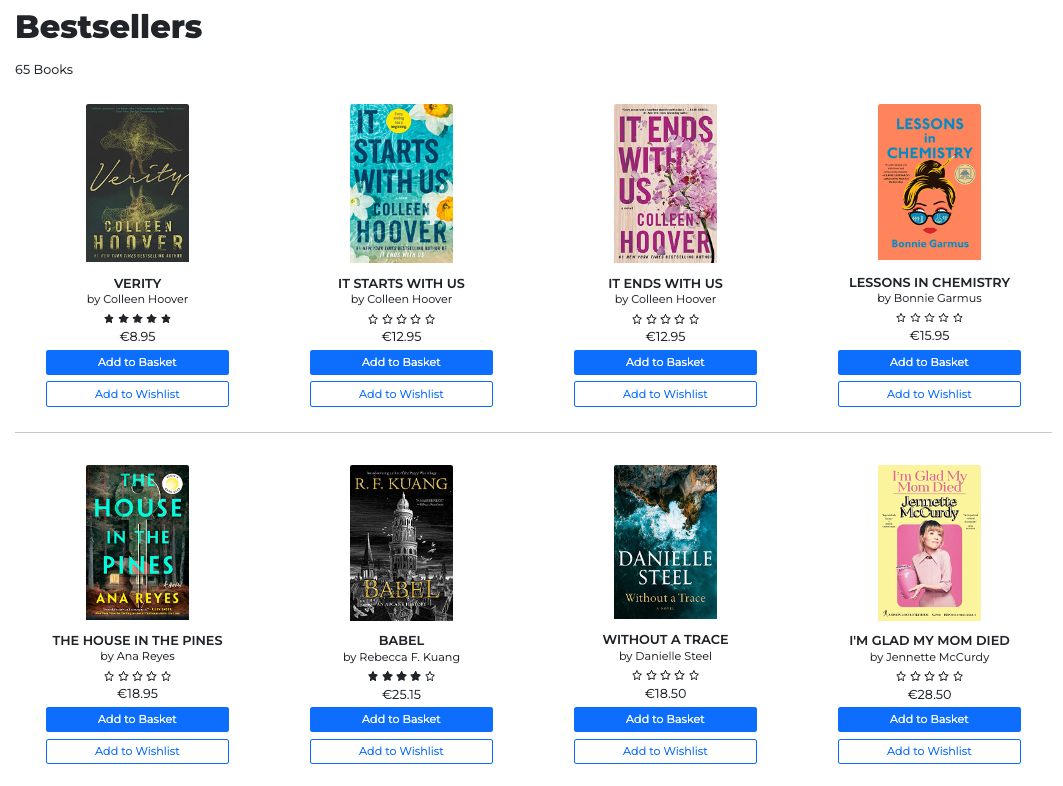 Bestsellers
65 Books
Verity
COLLEEN
HOOVER
IT
STARTS
WITH US
COLLEEN
HOOVER
#1 NEW YORK TIMES BESTSELLING AUTHOR OF
IT ENDS WITH US
IT ENDS
WITH
US
a novel
COLLEEN
HOOVER
#1 NEW YORK TIMES BESTSELLING AUTHOR
LESSONS
in
CHEMISTRY
Bonnie Garmus
VERITY
by Colleen Hoover
€8.95
Add to Basket
Add to Wishlist
IT STARTS WITH US
by Colleen Hoover
€12.95
Add to Basket
Add to Wishlist
IT ENDS WITH US
by Colleen Hoover
€12.95
Add to Basket
Add to Wishlist
LESSONS IN CHEMISTRY
by Bonnie Garmus
€15.95
Add to Basket
Add to Wishlist
THE
HOUSE
IN THE
PINES
A Novel
ANA REYES
R. F. KUANG
BABEL
AN ARCANE HISTORY
DANIELLE
STEEL
Without a Trace
A NOVEL
I'm Glad My
Mom Died
Jennette
McCurdy
THE HOUSE IN THE PINES
by Ana Reyes
€18.95
Add to Basket
Add to Wishlist
BABEL
by Rebecca F. Kuang
€25.15
Add to Basket
Add to Wishlist
WITHOUT A TRACE
by Danielle Steel
€18.50
Add to Basket
Add to Wishlist
I'M GLAD MY MOM DIED
by Jennette McCurdy
€28.50
Add to Basket
Add to Wishlist